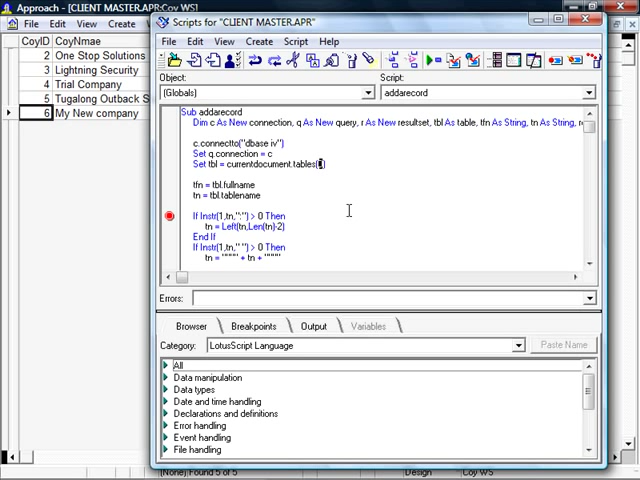 Approach - [CLIENT MASTER.APR:Coy WS]
File Edit View Create
CoyID CoyNmae
2 One Stop Solutions
3 Lightning Security
4 Trial Company
5 Tugalong Outback S
6 My New company
Scripts for "CLIENT MASTER.APR"
File Edit View Create Script Help
Object: Script:
(Globals) addarecord
Sub addarecord
Dim c As New connection, q As New query, r As New resultset, tbl As table, tfn As String, tn As String,
c.connectto("dbase iv")
Set q.connection = c
Set tbl = currentdocument.tables(
tfn = tbl.fullname
tn = tbl.tablename
If Instr(1,tn,":") > 0 Then
tn = Left(tn,Len(tn)-2)
End If
If Instr(1,tn," ") > 0 Then
tn = """" + tn + """"
Errors:
Browser Breakpoints Output Variables
Category: LotusScript Language Paste Name
All
Data manipulation
Data types
Date and time handling
Declarations and definitions
Error handling
Event handling
File handling
(None) Found 5 of 5 Design Coy WS